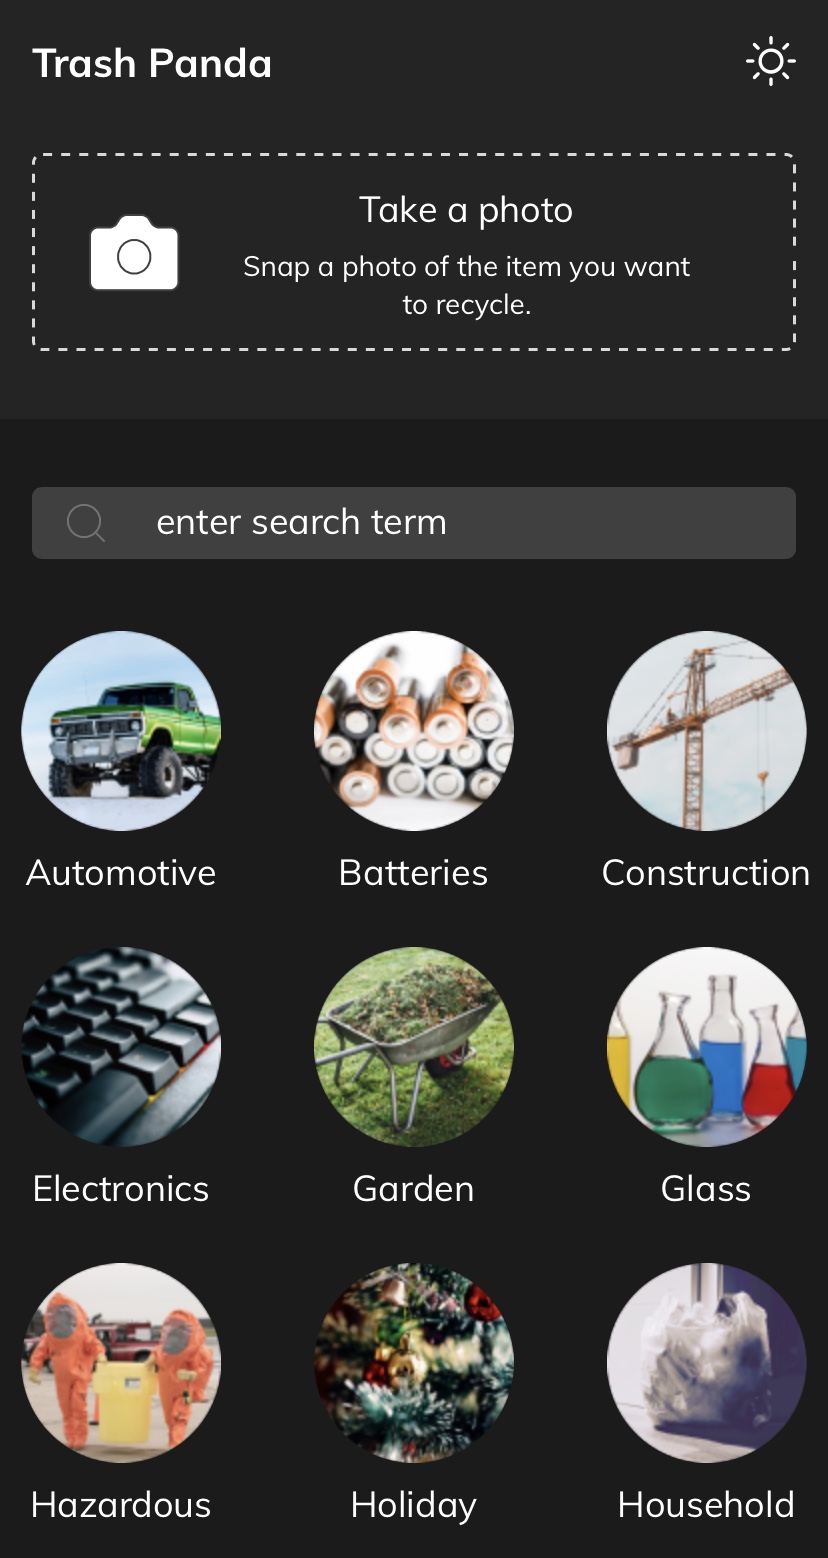 Trash Panda
Take a photo
Snap a photo of the item you want
to recycle.
enter search term
Automotive
Batteries
Construction
Electronics
Garden
Glass
Hazardous
Holiday
Household